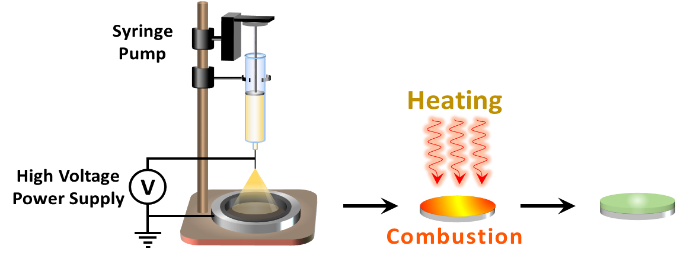 Syringe
Pump
High Voltage
Power Supply
V
Heating
Combustion